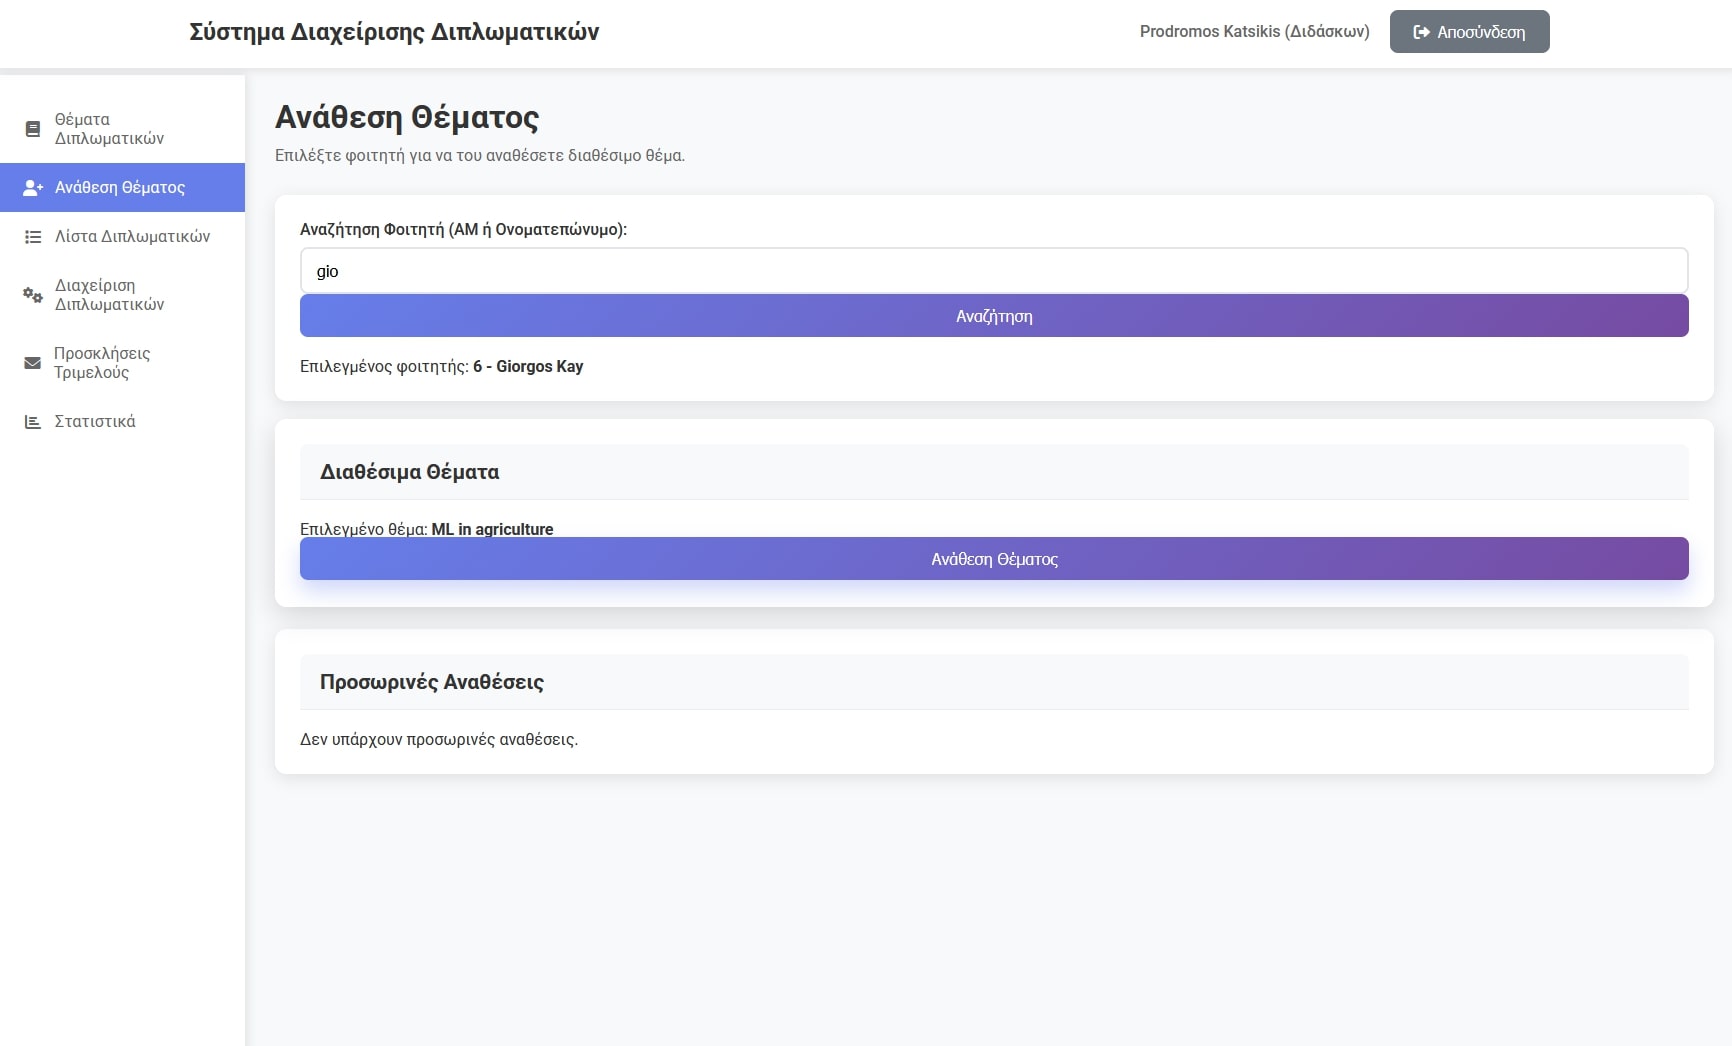 Σύστημα Διαχείρισης Διπλωματικών
Prodromos Katsikis (Διδάσκων)
Αποσύνδεση
Θέματα
Διπλωματικών
Ανάθεση Θέματος
Λίστα Διπλωματικών
Διαχείριση
Διπλωματικών
Προσκλήσεις
Τριμελούς
Στατιστικά
Ανάθεση Θέματος
Επιλέξτε φοιτητή για να του αναθέσετε διαθέσιμο θέμα.
Αναζήτηση Φοιτητή (ΑΜ ή Ονοματεπώνυμο):
gio
Αναζήτηση
Επιλεγμένος φοιτητής: 6 - Giorgos Kay
Διαθέσιμα Θέματα
Επιλεγμένο θέμα: ML in agriculture
Ανάθεση Θέματος
Προσωρινές Αναθέσεις
Δεν υπάρχουν προσωρινές αναθέσεις.